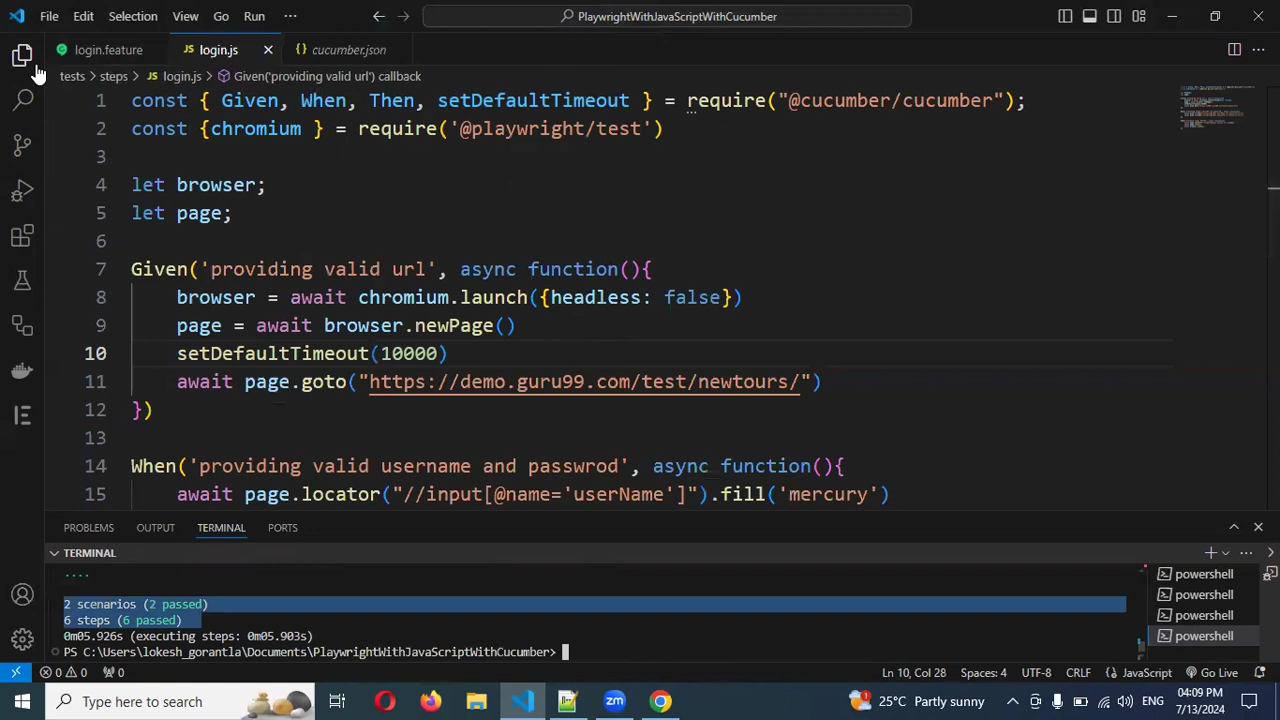 File Edit Selection View Go Run ··· PlaywrightWithJavaScriptWithCucumber
login.feature login.js cucumber.json
tests > steps > login.js > Given('providing valid url') callback
1 const { Given, When, Then, setDefaultTimeout } = require("@cucumber/cucumber");
2 const {chromium } = require('@playwright/test')
3
4 let browser;
5 let page;
6
7 Given('providing valid url', async function(){
8 browser = await chromium.launch({headless: false})
9 page = await browser.newPage()
10 setDefaultTimeout(10000)
11 await page.goto("https://demo.guru99.com/test/newtours/")
12 })
13
14 When('providing valid username and passwrod', async function(){
15 await page.locator("//input[@name='userName']").fill('mercury')
PROBLEMS OUTPUT TERMINAL PORTS
TERMINAL
....
powershell
2 scenarios (2 passed)
powershell
6 steps (6 passed)
powershell
0m05.926s (executing steps: 0m05.903s)
powershell
PS C:\Users\lokesh_gorantla\Documents\PlaywrightWithJavaScriptWithCucumber>
0 0 0 Ln 10, Col 28 Spaces: 4 UTF-8 CRLF JavaScript Go Live
Type here to search zm 25°C Partly sunny ENG 04:09 PM 7/13/2024